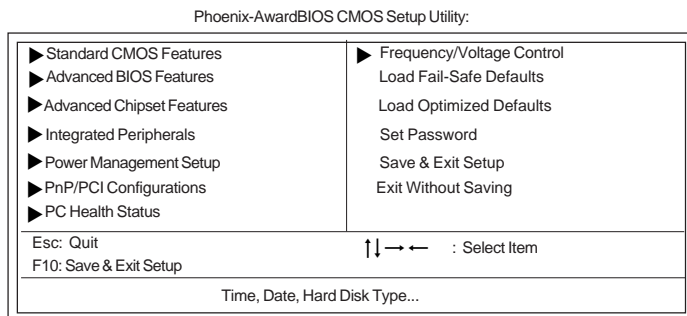 Phoenix-AwardBIOS CMOS Setup Utility:
Standard CMOS Features
Advanced BIOS Features
Advanced Chipset Features
Integrated Peripherals
Power Management Setup
PnP/PCI Configurations
PC Health Status
Frequency/Voltage Control
Load Fail-Safe Defaults
Load Optimized Defaults
Set Password
Save & Exit Setup
Exit Without Saving
Esc: Quit
F10: Save & Exit Setup
↑↓→← : Select Item
Time, Date, Hard Disk Type...